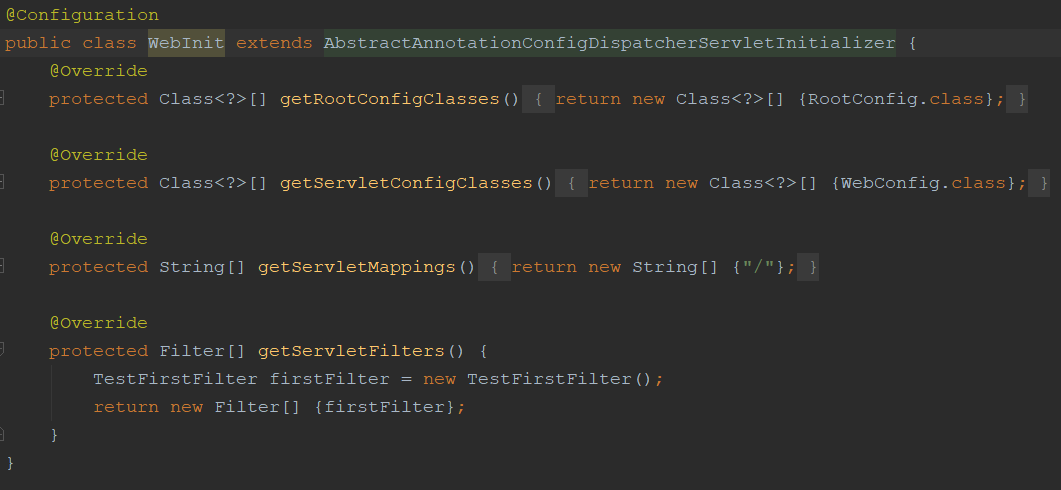 @Configuration
public class WebInit extends AbstractAnnotationConfigDispatcherServletInitializer {
@Override
protected Class<?>[] getRootConfigClasses() { return new Class<?>[] {RootConfig.class}; }
@Override
protected Class<?>[] getServletConfigClasses() { return new Class<?>[] {WebConfig.class}; }
@Override
protected String[] getServletMappings() { return new String[] {"/"}; }
@Override
protected Filter[] getServletFilters() {
TestFirstFilter firstFilter = new TestFirstFilter();
return new Filter[] {firstFilter};
}
}